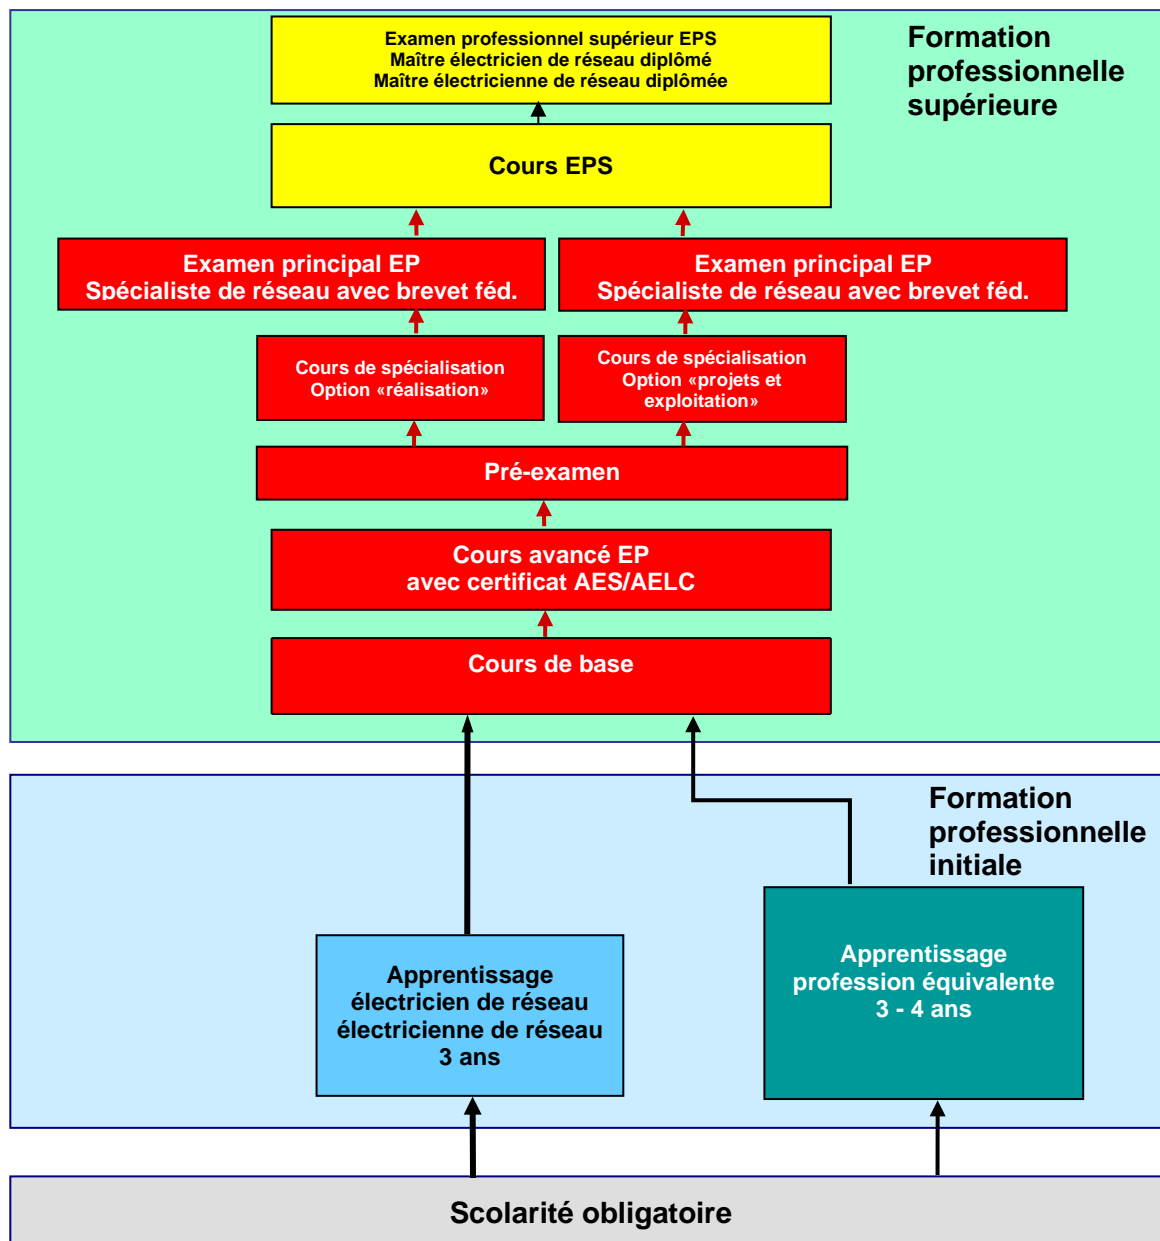 Examen professionnel supérieur EPS
Maître électricien de réseau diplômé
Maître électricienne de réseau diplômée
Formation
professionnelle
supérieure
Cours EPS
Examen principal EP
Spécialiste de réseau avec brevet féd.
Examen principal EP
Spécialiste de réseau avec brevet féd.
Cours de spécialisation
Option «réalisation»
Cours de spécialisation
Option «projets et
exploitation»
Pré-examen
Cours avancé EP
avec certificat AES/AELC
Cours de base
Formation
professionnelle
initiale
Apprentissage
électricien de réseau
électricienne de réseau
3 ans
Apprentissage
profession équivalente
3 - 4 ans
Scolarité obligatoire